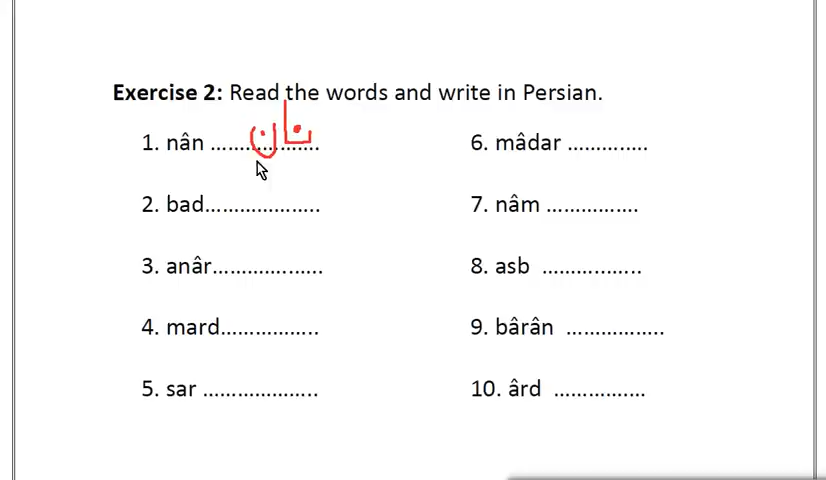 Exercise 2: Read the words and write in Persian.
1. nân .................... نان
2. bad....................
3. anâr...................
4. mard.................
5. sar ....................
6. mâdar ..............
7. nâm ................
8. asb .................
9. bârân .................
10. ârd ................